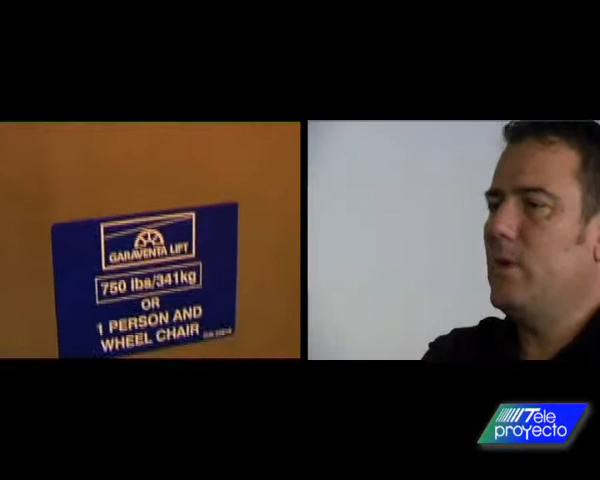 GARAVENTA LIFT
750 lbs/341kg
OR
1 PERSON AND
WHEEL CHAIR
Tele
proyecto